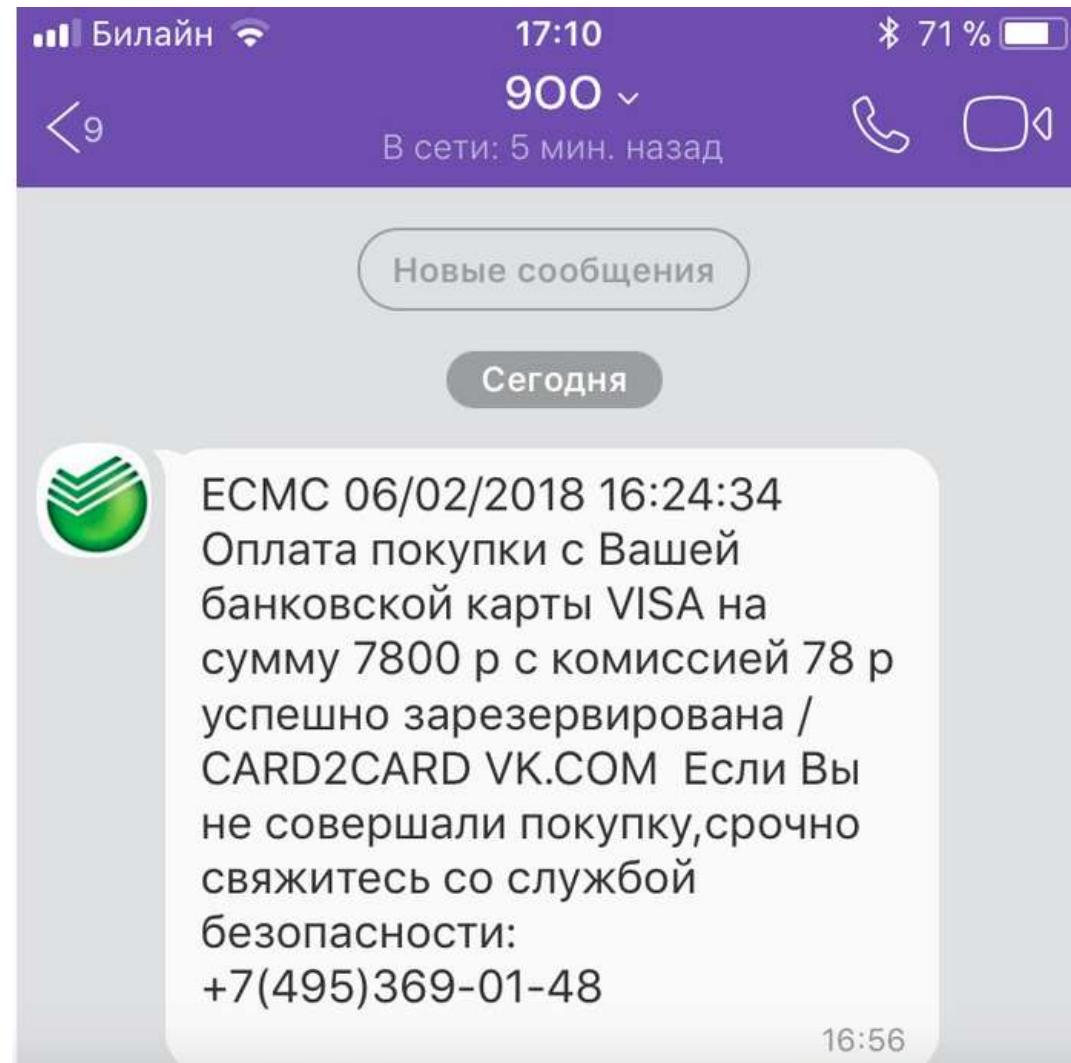 Билайн 17:10 71 %
9OO
9
В сети: 5 мин. назад
Новые сообщения
Сегодня
ЕСМС 06/02/2018 16:24:34
Оплата покупки с Вашей
банковской карты VISA на
сумму 7800 р с комиссией 78 р
успешно зарезервирована /
CARD2CARD VK.COM Если Вы
не совершали покупку,срочно
свяжитесь со службой
безопасности:
+7(495)369-01-48
16:56